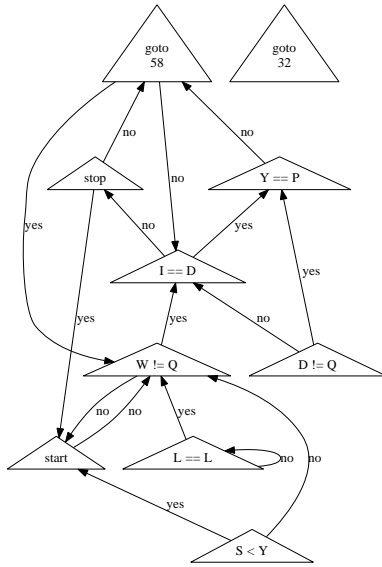 goto
58
goto
32
no
no
no
stop
Y == P
yes
no
yes
yes
yes
I == D
yes
no
W != Q
D != Q
no
no
yes
start
L == L
no
no
yes
S < Y